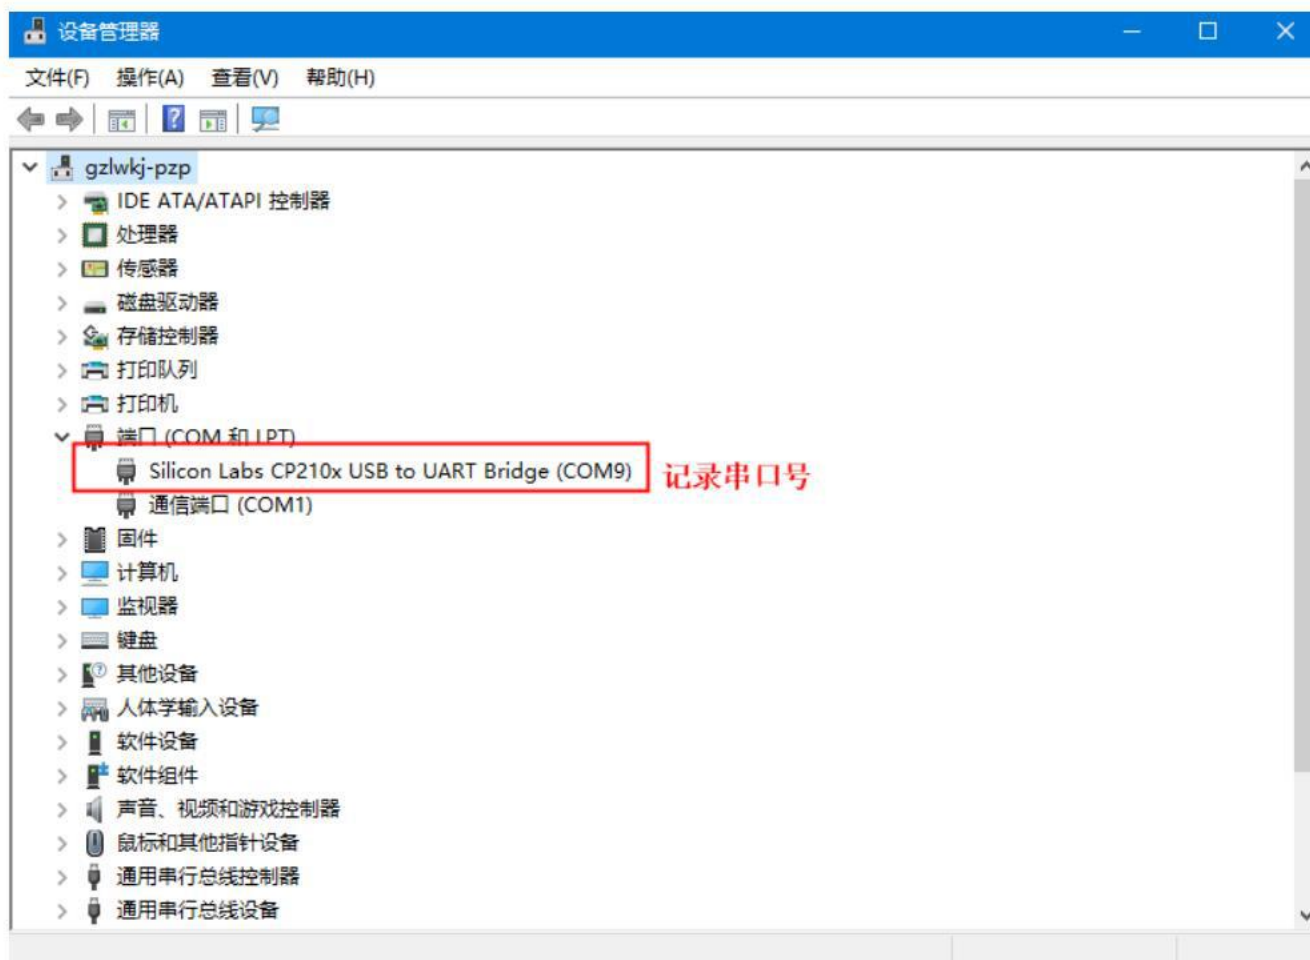 设备管理器
文件(F) 操作(A) 查看(V) 帮助(H)
gzlwkj-pzp
IDE ATA/ATAPI 控制器
处理器
传感器
磁盘驱动器
存储控制器
打印队列
打印机
端口 (COM 和 LPT)
Silicon Labs CP210x USB to UART Bridge (COM9) 记录串口号
通信端口 (COM1)
固件
计算机
监视器
键盘
其他设备
人体学输入设备
软件设备
软件组件
声音、视频和游戏控制器
鼠标和其他指针设备
通用串行总线控制器
通用串行总线设备